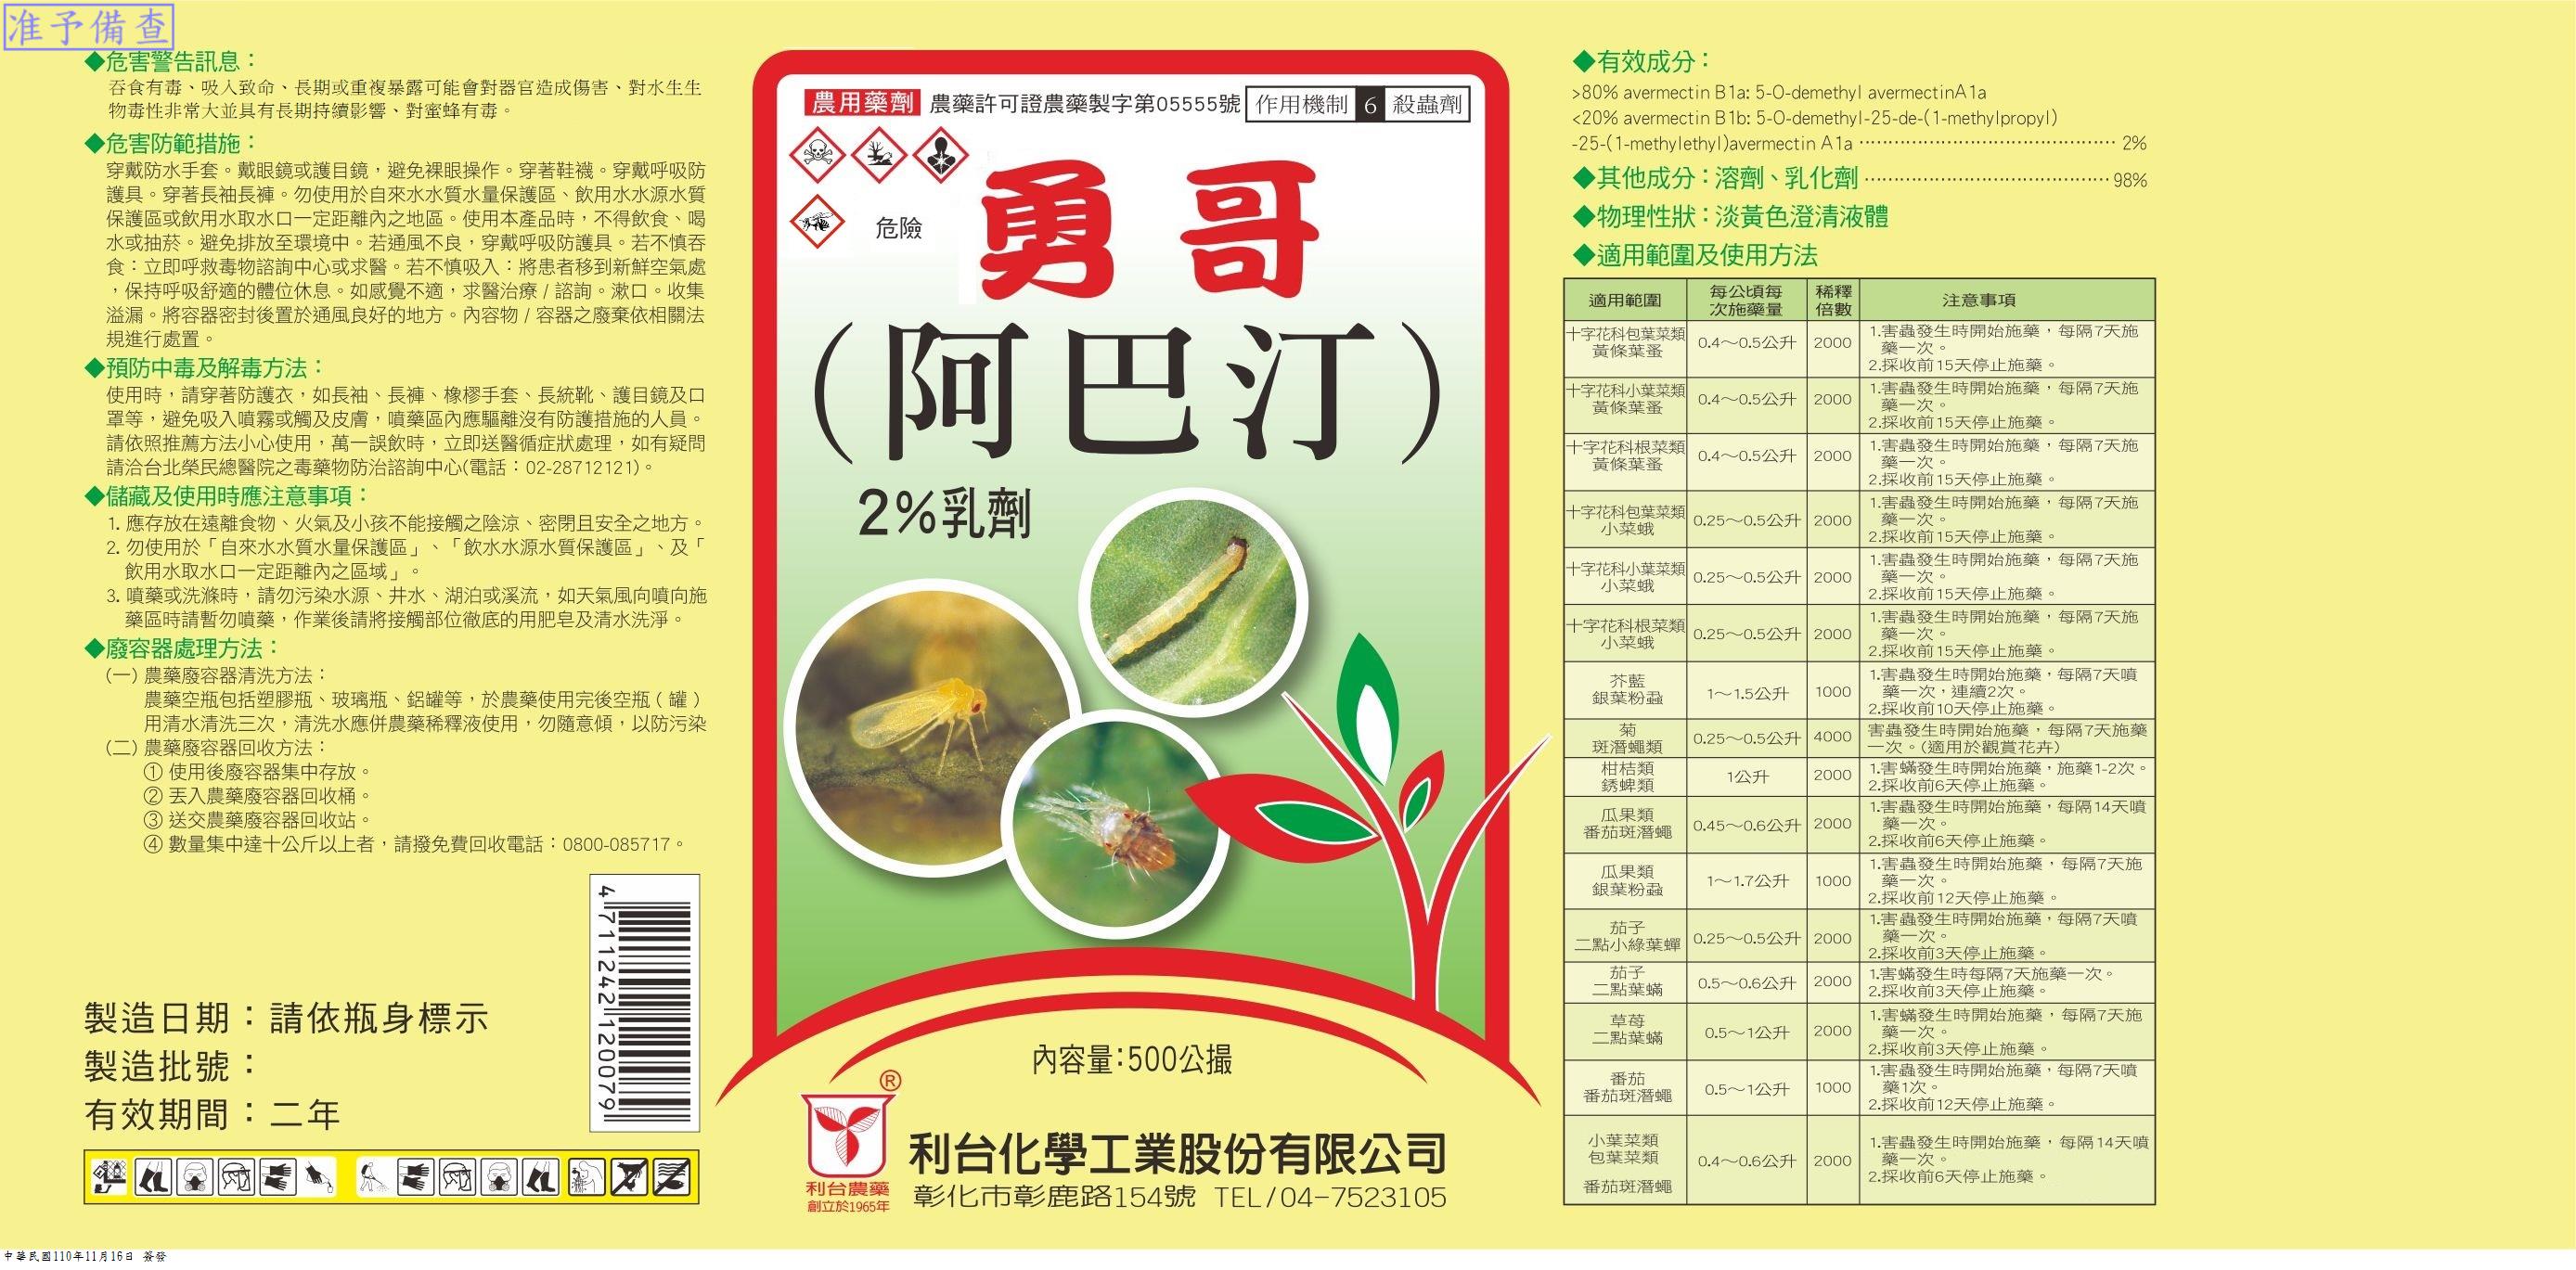 准予備查
◆危害警告訊息：
吞食有毒、吸入致命、長期或重複暴露可能會對器官造成傷害、對水生生
物毒性非常大並具有長期持續影響、對蜜蜂有毒。
◆危害防範措施：
穿戴防水手套。戴眼鏡或護目鏡，避免裸眼操作。穿著鞋襪。穿戴呼吸防
護具。穿著長袖長褲。勿使用於自來水水質水量保護區、飲用水水源水質
保護區或飲用水取水口一定距離內之地區。使用本產品時，不得飲食、喝
水或抽菸。避免排放至環境中。若通風不良，穿戴呼吸防護具。若不慎吞
食：立即呼救毒物諮詢中心或求醫。若不慎吸入：將患者移到新鮮空氣處
，保持呼吸舒適的體位休息。如感覺不適，求醫治療 / 諮詢。漱口。收集
溢漏。將容器密封後置於通風良好的地方。內容物 / 容器之廢棄依相關法
規進行處置。
◆預防中毒及解毒方法：
使用時，請穿著防護衣，如長袖、長褲、橡樛手套、長統靴、護目鏡及口
罩等，避免吸入噴霧或觸及皮膚，噴藥區內應驅離沒有防護措施的人員。
請依照推薦方法小心使用，萬一誤飲時，立即送醫循症狀處理，如有疑問
請洽台北榮民總醫院之毒藥物防治諮詢中心(電話：02-28712121)。
◆儲藏及使用時應注意事項：
1. 應存放在遠離食物、火氣及小孩不能接觸之陰涼、密閉且安全之地方。
2. 勿使用於「自來水水質水量保護區」、「飲水水源水質保護區」、及「
飲用水取水口一定距離內之區域」。
3. 噴藥或洗滌時，請勿污染水源、井水、湖泊或溪流，如天氣風向噴向施
藥區時請暫勿噴藥，作業後請將接觸部位徹底的用肥皂及清水洗淨。
◆廢容器處理方法：
(一) 農藥廢容器清洗方法：
農藥空瓶包括塑膠瓶、玻璃瓶、鋁罐等，於農藥使用完後空瓶（罐）
用清水清洗三次，清洗水應併農藥稀釋液使用，勿隨意傾，以防污染
(二) 農藥廢容器回收方法：
① 使用後廢容器集中存放。
② 丟入農藥廢容器回收桶。
③ 送交農藥廢容器回收站。
④ 數量集中達十公斤以上者，請撥免費回收電話：0800-085717。
4 711242 120079
製造日期：請依瓶身標示
製造批號：
有效期間：二年
農用藥劑 農藥許可證農藥製字第05555號 作用機制 6 殺蟲劑
危險
勇哥
(阿巴汀)
2%乳劑
內容量:500公撮
®
利台農藥
創立於1965年
利台化學工業股份有限公司
彰化市彰鹿路154號 TEL/04-7523105
◆有效成分：
>80% avermectin B1a: 5-O-demethyl avermectinA1a
<20% avermectin B1b: 5-O-demethyl-25-de-(1-methylpropyl)
-25-(1-methylethyl)avermectin A1a ………………………………… 2%
◆其他成分：溶劑、乳化劑 ………………………………… 98%
◆物理性狀：淡黃色澄清液體
◆適用範圍及使用方法
適用範圍 每公頃每次施藥量 稀釋倍數 注意事項
十字花科包葉菜類 黃條葉蚤 0.4～0.5公升 2000 1.害蟲發生時開始施藥，每隔7天施
藥一次。
2.採收前15天停止施藥。
十字花科小葉菜類 黃條葉蚤 0.4～0.5公升 2000 1.害蟲發生時開始施藥，每隔7天施
藥一次。
2.採收前15天停止施藥。
十字花科根菜類 黃條葉蚤 0.4～0.5公升 2000 1.害蟲發生時開始施藥，每隔7天施
藥一次。
2.採收前15天停止施藥。
十字花科包葉菜類 小菜蛾 0.25～0.5公升 2000 1.害蟲發生時開始施藥，每隔7天施
藥一次。
2.採收前15天停止施藥。
十字花科小葉菜類 小菜蛾 0.25～0.5公升 2000 1.害蟲發生時開始施藥，每隔7天施
藥一次。
2.採收前15天停止施藥。
十字花科根菜類 小菜蛾 0.25～0.5公升 2000 1.害蟲發生時開始施藥，每隔7天施
藥一次。
2.採收前15天停止施藥。
芥藍 銀葉粉蝨 1～1.5公升 1000 1.害蟲發生時開始施藥，每隔7天噴
藥一次，連續2次。
2.採收前10天停止施藥。
菊 斑潛蠅類 0.25～0.5公升 4000 害蟲發生時開始施藥，每隔7天施藥
一次。(適用於觀賞花卉)
柑桔類 銹蜱類 1公升 2000 1.害蟎發生時開始施藥，施藥1-2次。
2.採收前6天停止施藥。
瓜果類 番茄斑潛蠅 0.45～0.6公升 2000 1.害蟲發生時開始施藥，每隔14天噴
藥一次。
2.採收前6天停止施藥。
瓜果類 銀葉粉蝨 1～1.7公升 1000 1.害蟲發生時開始施藥，每隔7天施
藥一次。
2.採收前12天停止施藥。
茄子 二點小綠葉蟬 0.25～0.5公升 2000 1.害蟲發生時開始施藥，每隔7天噴
藥一次。
2.採收前3天停止施藥。
茄子 二點葉蟎 0.5～0.6公升 2000 1.害蟎發生時每隔7天施藥一次。
2.採收前3天停止施藥。
草苺 二點葉蟎 0.5～1公升 2000 1.害蟎發生時開始施藥，每隔7天施
藥一次。
2.採收前3天停止施藥。
番茄 番茄斑潛蠅 0.5～1公升 1000 1.害蟲發生時開始施藥，每隔7天噴
藥1次。
2.採收前12天停止施藥。
小葉菜類 包葉菜類 番茄斑潛蠅 0.4～0.6公升 2000 1.害蟲發生時開始施藥，每隔14天噴
藥一次。
2.採收前6天停止施藥。
中華民國110年11月16日 簽發